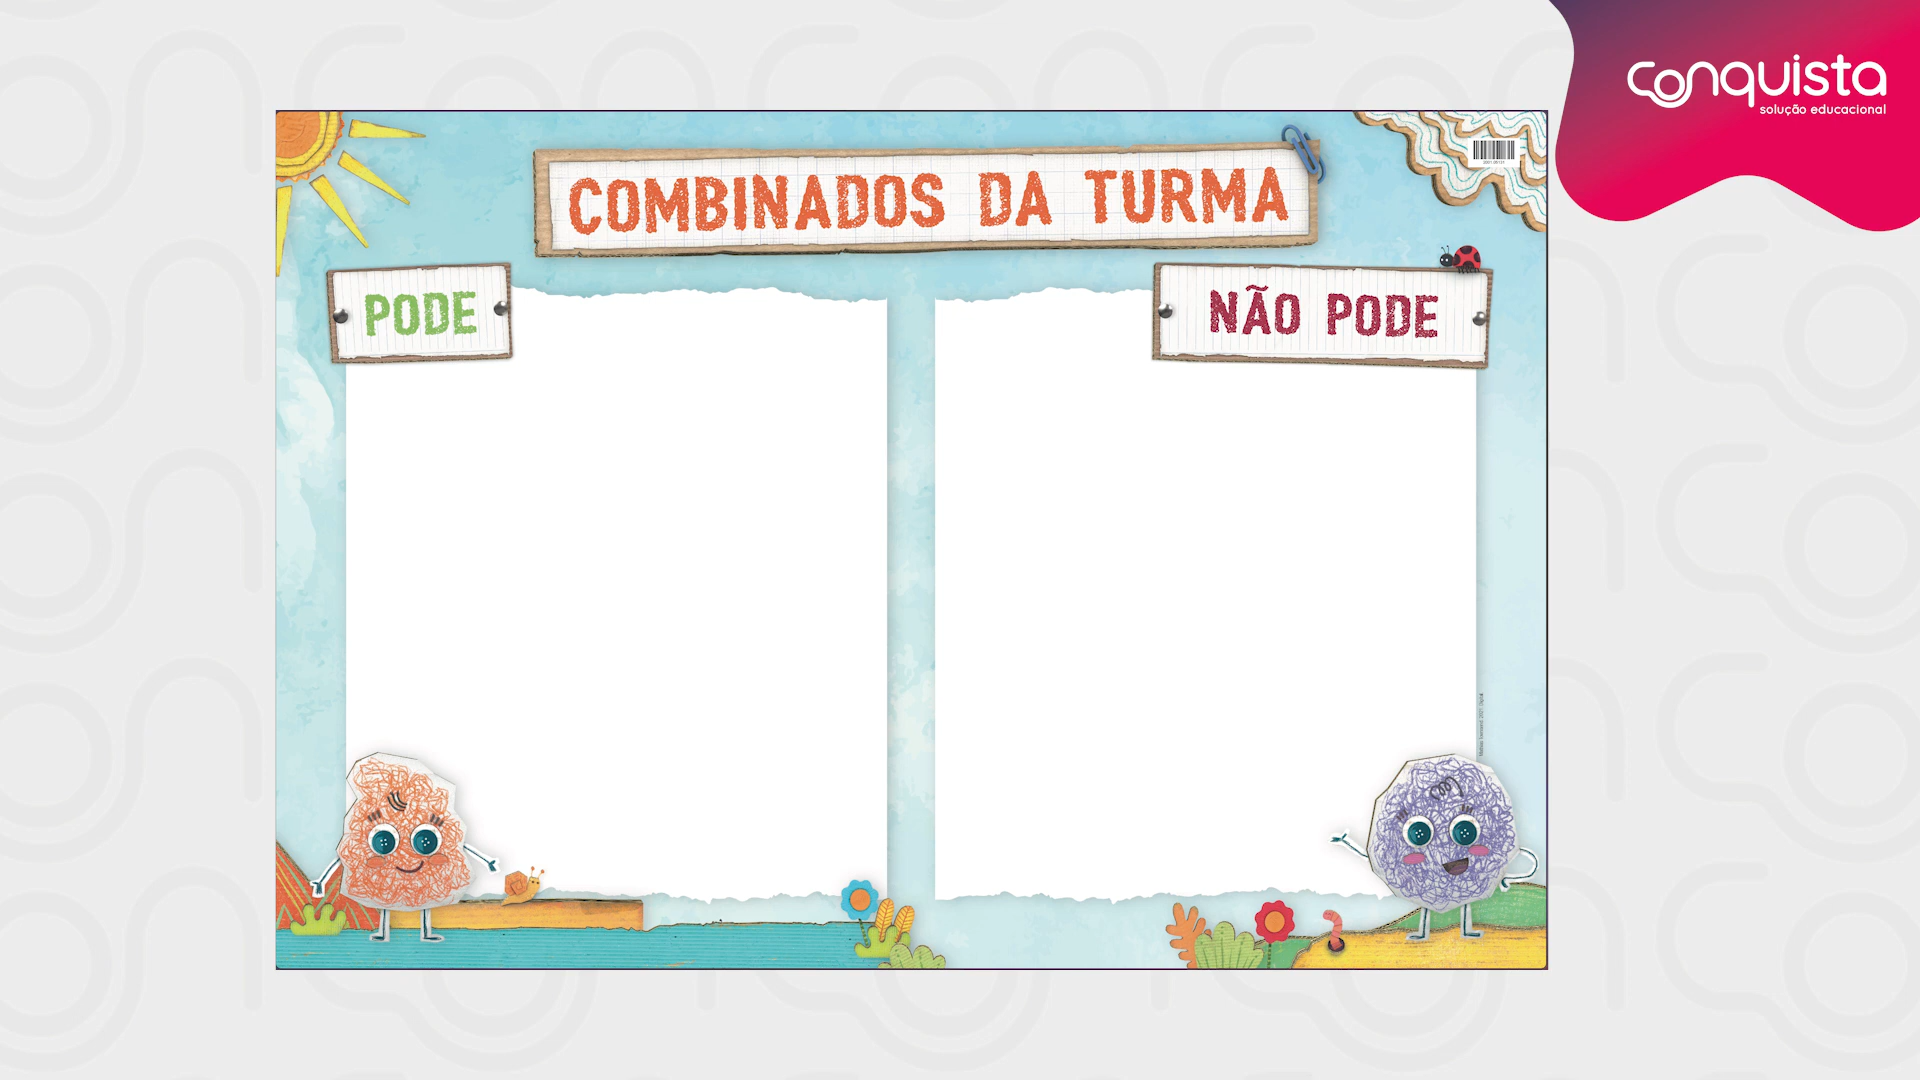 conquista
solução educacional
COMBINADOS DA TURMA
PODE
NÃO PODE